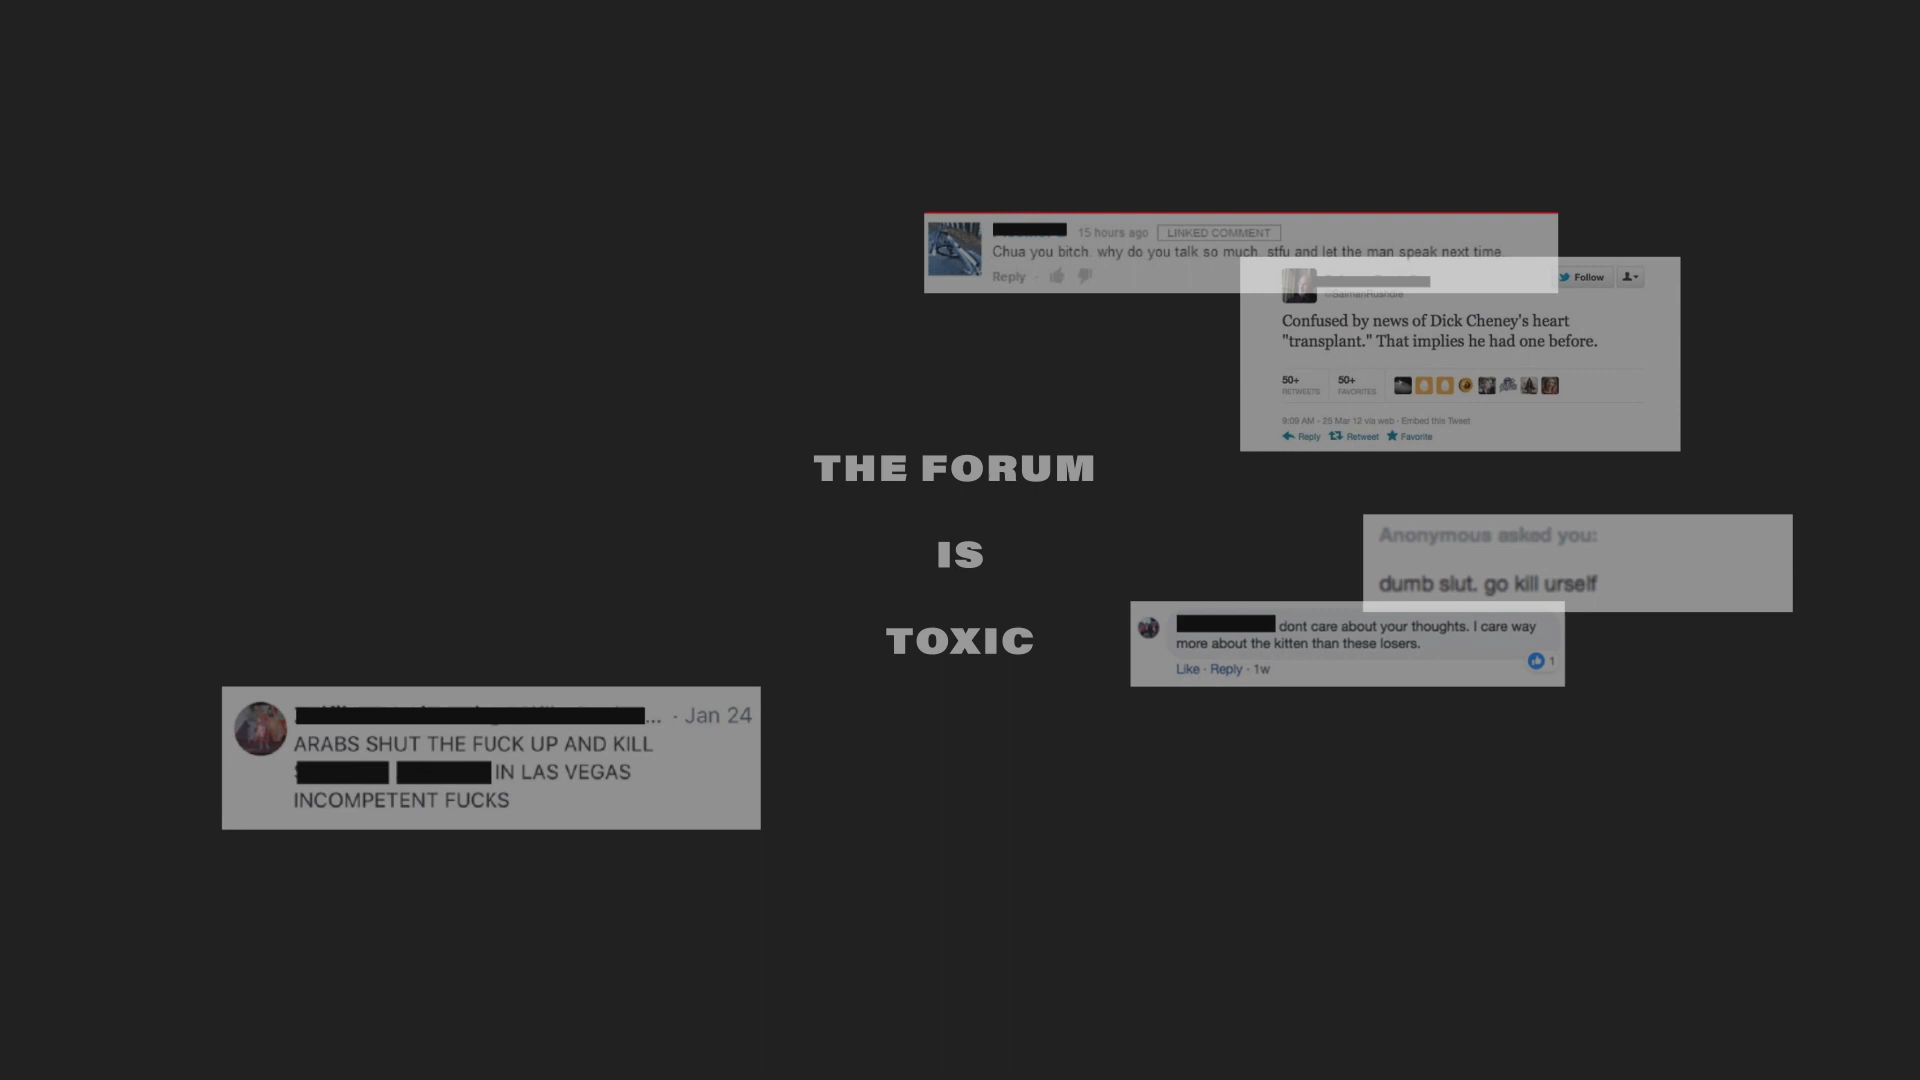 15 hours ago LINKED COMMENT
Chua you bitch. why do you talk so much. stfu and let the man speak next time.
Reply
@SalmanRushdie
Follow
Confused by news of Dick Cheney's heart
"transplant." That implies he had one before.
50+ 50+
RETWEETS FAVORITES
9:09 AM - 25 Mar 12 via web · Embed this Tweet
Reply Retweet Favorite
THE FORUM
IS
TOXIC
Anonymous asked you:
dumb slut. go kill urself
dont care about your thoughts. I care way
more about the kitten than these losers.
Like · Reply · 1w
1
... · Jan 24
ARABS SHUT THE FUCK UP AND KILL
IN LAS VEGAS
INCOMPETENT FUCKS